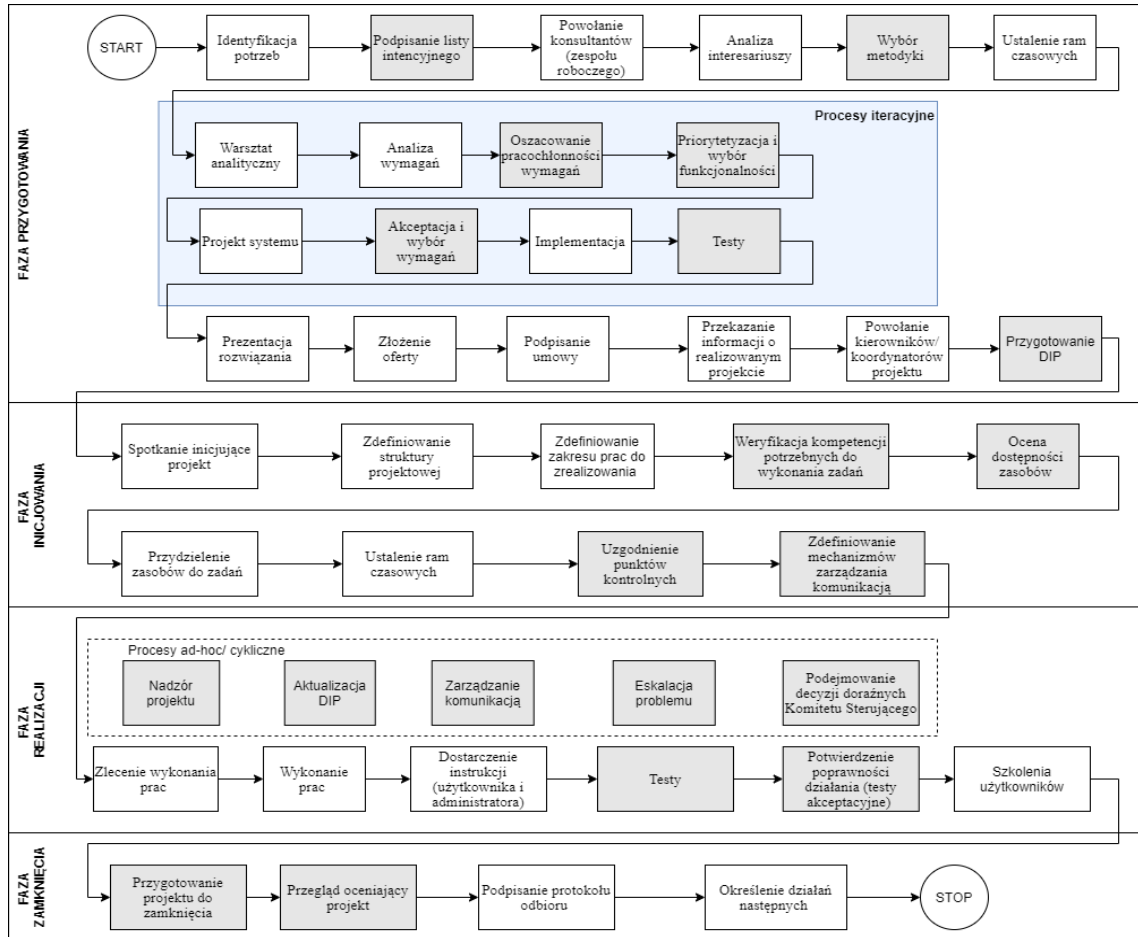 START
Identyfikacja
potrzeb
Podpisanie listy
intencyjnego
Powołanie
konsultantów
(zespołu
roboczego)
Analiza
interesariuszy
Wybór
metodyki
Ustalenie ram
czasowych
FAZA PRZYGOTOWANIA
Procesy iteracyjne
Warsztat
analityczny
Analiza
wymagań
Oszacowanie
pracochłonności
wymagań
Priorytetyzacja i
wybór
funkcjonalności
Projekt systemu
Akceptacja i
wybór
wymagań
Implementacja
Testy
Prezentacja
rozwiązania
Złożenie
oferty
Podpisanie
umowy
Przekazanie
informacji o
realizowanym
projekcie
Powołanie
kierowników/
koordynatorów
projektu
Przygotowanie
DIP
FAZA
INICJOWANIA
Spotkanie inicjujące
projekt
Zdefiniowanie
struktury
projektowej
Zdefiniowanie
zakresu prac do
zrealizowania
Weryfikacja kompetencji
potrzebnych do
wykonania zadań
Ocena
dostępności
zasobów
Przydzielenie
zasobów do zadań
Ustalenie ram
czasowych
Uzgodnienie
punktów
kontrolnych
Zdefiniowanie
mechanizmów
zarządzania
komunikacją
FAZA
REALIZACJI
Procesy ad-hoc/ cykliczne
Nadzór
projektu
Aktualizacja
DIP
Zarządzanie
komunikacją
Eskalacja
problemu
Podejmowanie
decyzji doraźnych
Komitetu Sterującego
Zlecenie wykonania
prac
Wykonanie
prac
Dostarczenie
instrukcji
(użytkownika i
administratora)
Testy
Potwierdzenie
poprawności
działania (testy
akceptacyjne)
Szkolenia
użytkowników
FAZA
ZAMKNIĘCIA
Przygotowanie
projektu do
zamknięcia
Przegląd oceniający
projekt
Podpisanie protokołu
odbioru
Określenie działań
następnych
STOP